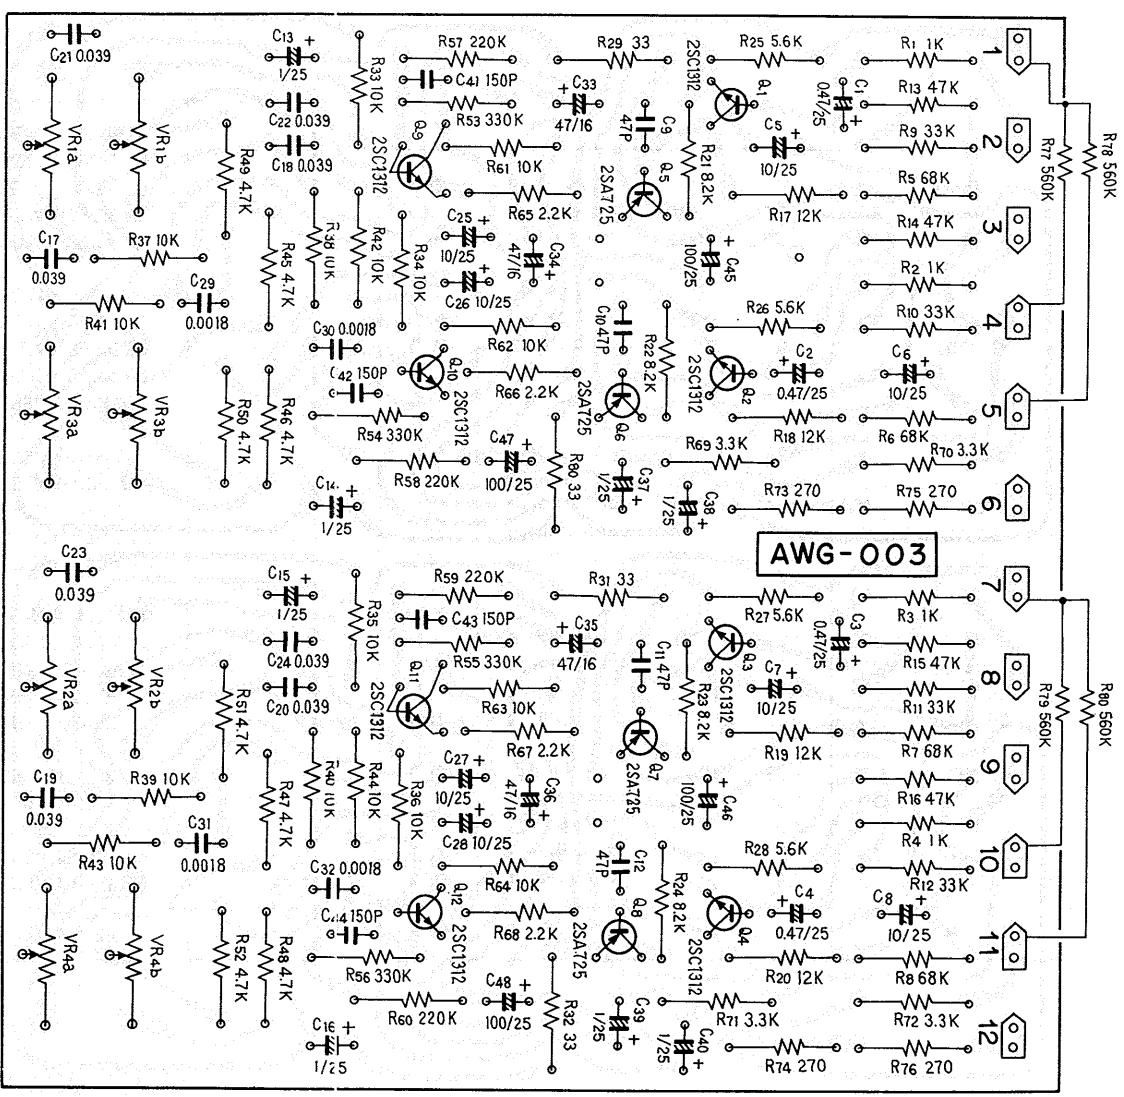 C21 0.039
C13 +
1/25
R57 220K
R29 33
R25 5.6K
R1 1K
1
R33 10K
C41 150P
C33
+
47/16
2SC1312
Q1
C1
0.47/25
+
R13 47K
R53 330K
C22 0.039
C18 0.039
Q9
2SC1312
C9
47P
C5
+
10/25
R9 33K
2
R77 560K
R78 560K
VR1a
VR1b
R49 4.7K
R61 10K
Q5
2SA725
R21 8.2K
R5 68K
R65 2.2K
R17 12K
R14 47K
3
C17
0.039
R37 10K
R45 4.7K
R38 10K
R42 10K
R34 10K
C25
+
10/25
C34
+
47/16
+
C45
100/25
R2 1K
C29
0.0018
C26 10/25
+
R41 10K
C30 0.0018
R62 10K
C10 47P
R22 8.2K
R26 5.6K
R10 33K
4
VR3a
VR3b
R50 4.7K
R46 4.7K
C42 150P
Q10
2SC1312
R66 2.2K
2SA725
Q6
2SC1312
Q2
+
C2
0.47/25
C6
+
10/25
5
R54 330K
R18 12K
R6 68K
R58 220K
C47
+
100/25
R80 33
C37
1/25
+
R69 3.3K
R70 3.3K
C14
+
1/25
C38
1/25
+
R73 270
R75 270
6
AWG-003
C23
0.039
C15 +
1/25
R59 220K
R31 33
R27 5.6K
R3 1K
7
R35 10K
C43 150P
+
C35
47/16
Q3
2SC1312
C3
0.47/25
+
R15 47K
R55 330K
C24 0.039
C20 0.039
Q11
2SC1312
C11 47P
C7
+
10/25
R11 33K
8
R79 560K
R80 560K
VR2a
VR2b
R51 4.7K
R63 10K
R23 8.2K
R67 2.2K
Q7
2SA725
R19 12K
R7 68K
C19
0.039
R39 10K
R47 4.7K
R40 10K
R44 10K
R36 10K
C27
+
10/25
C36
+
47/16
+
C46
100/25
R16 47K
9
C28 10/25
+
R4 1K
R43 10K
C31
0.0018
C32 0.0018
R64 10K
C12
47P
R24 8.2K
R28 5.6K
R12 33K
10
VR4a
VR4b
R52 4.7K
R48 4.7K
150P
Q12
2SC1312
R68 2.2K
2SA725
Q8
2SC1312
Q4
+
C4
0.47/25
C8
+
10/25
11
R56 330K
R20 12K
R8 68K
R60 220K
C48
+
100/25
R32 33
C39
1/25
+
R71 3.3K
R72 3.3K
C16
+
1/25
C40
1/25
+
R74 270
R76 270
12